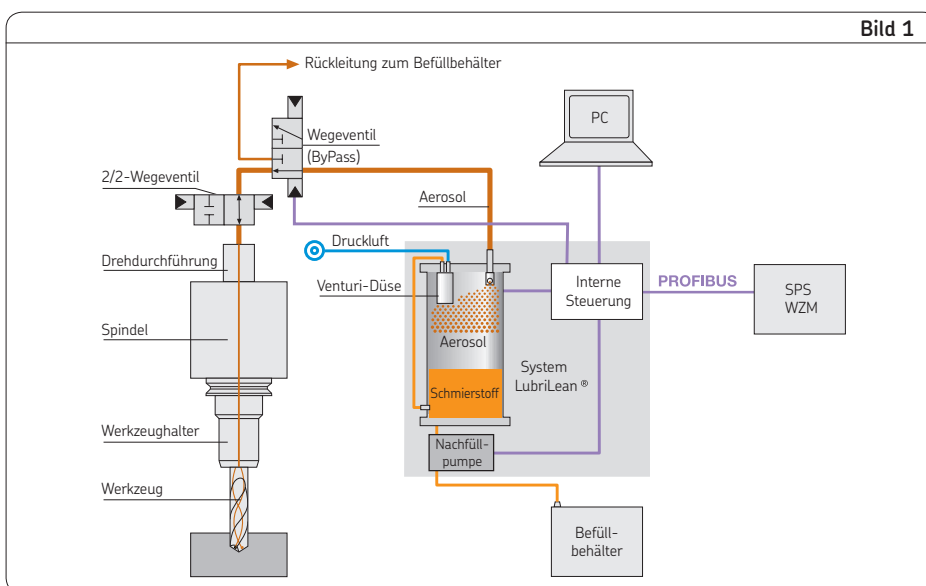 Bild 1
Rückleitung zum Befüllbehälter
Wegeventil
(ByPass)
PC
2/2-Wegeventil
Aerosol
Druckluft
Drehdurchführung
Venturi-Düse
Interne
Steuerung
PROFIBUS
SPS
WZM
Spindel
Aerosol
System
LubriLean ®
Schmierstoff
Werkzeughalter
Nachfüll-
pumpe
Werkzeug
Befüll-
behälter